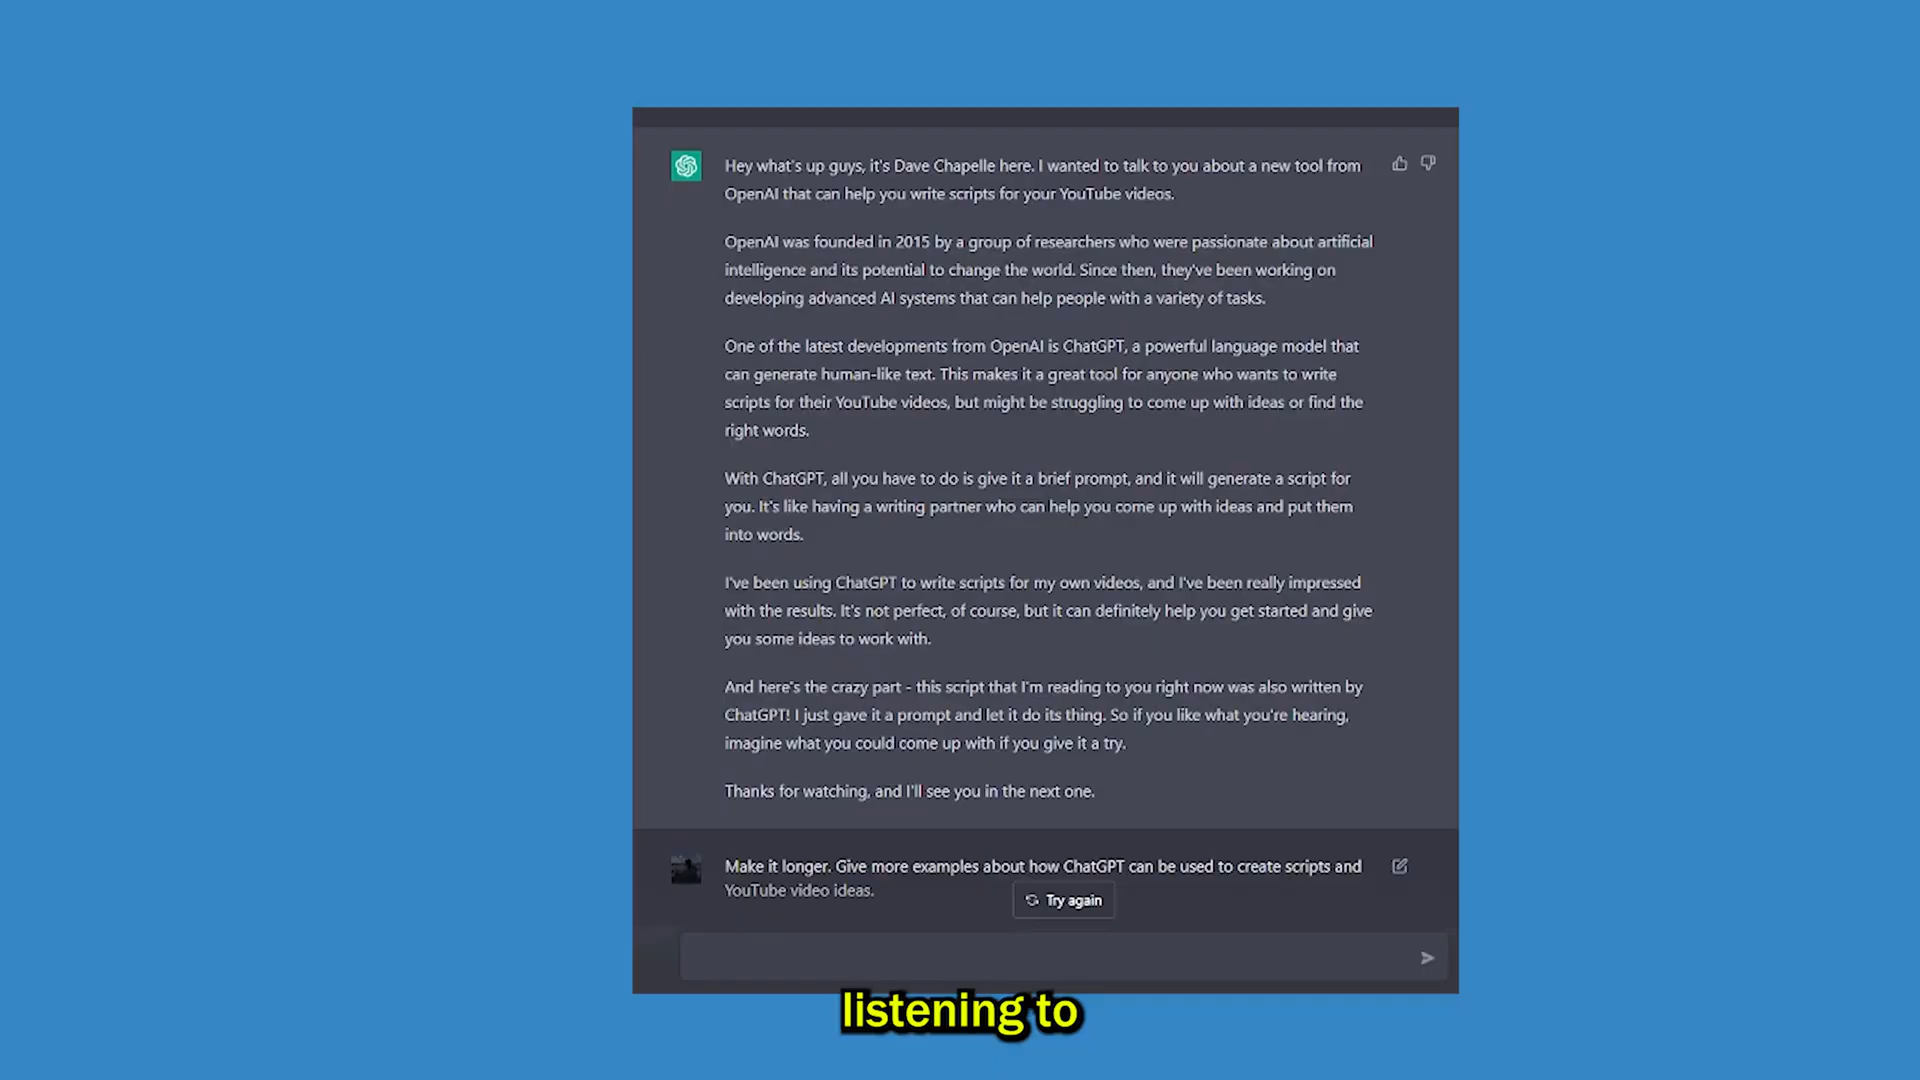 Hey what's up guys, it's Dave Chapelle here. I wanted to talk to you about a new tool from
OpenAI that can help you write scripts for your YouTube videos.
OpenAI was founded in 2015 by a group of researchers who were passionate about artificial
intelligence and its potential to change the world. Since then, they've been working on
developing advanced AI systems that can help people with a variety of tasks.
One of the latest developments from OpenAI is ChatGPT, a powerful language model that
can generate human-like text. This makes it a great tool for anyone who wants to write
scripts for their YouTube videos, but might be struggling to come up with ideas or find the
right words.
With ChatGPT, all you have to do is give it a brief prompt, and it will generate a script for
you. It's like having a writing partner who can help you come up with ideas and put them
into words.
I've been using ChatGPT to write scripts for my own videos, and I've been really impressed
with the results. It's not perfect, of course, but it can definitely help you get started and give
you some ideas to work with.
And here's the crazy part - this script that I'm reading to you right now was also written by
ChatGPT! I just gave it a prompt and let it do its thing. So if you like what you're hearing,
imagine what you could come up with if you give it a try.
Thanks for watching, and I'll see you in the next one.
Make it longer. Give more examples about how ChatGPT can be used to create scripts and
YouTube video ideas.
Try again
listening to